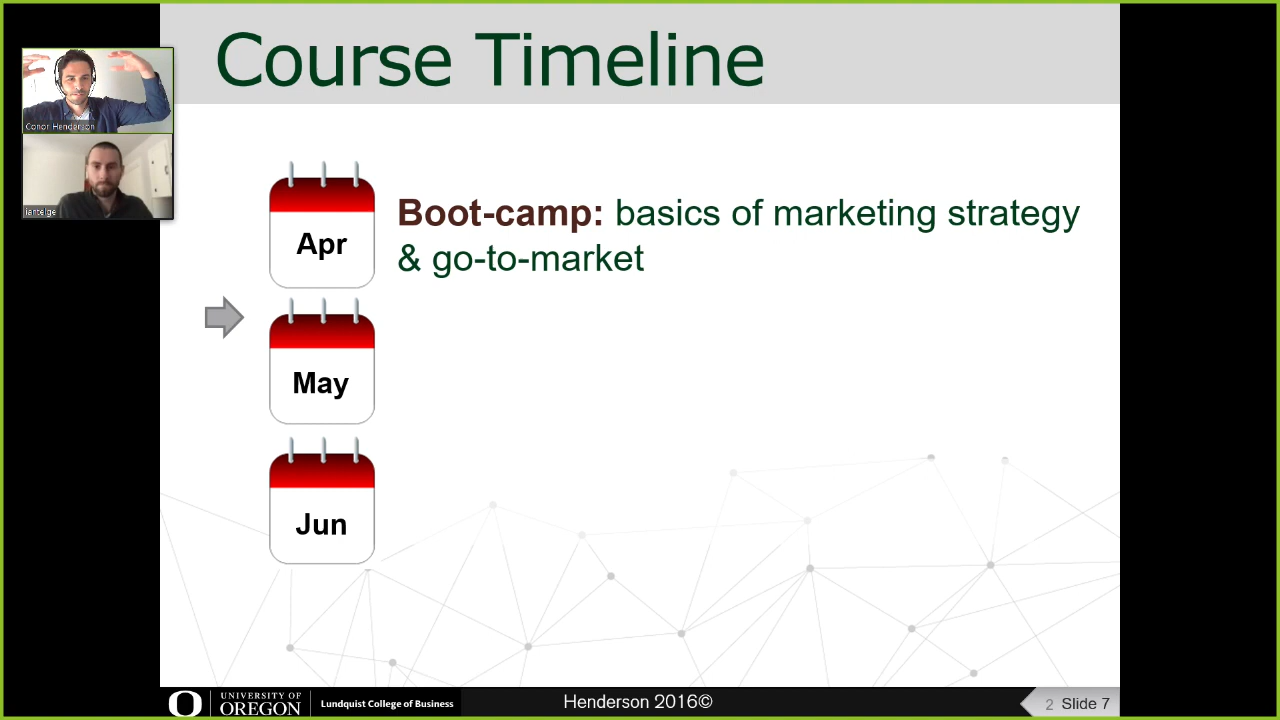 Course Timeline
Conor Henderson
iantelge
Apr
Boot-camp: basics of marketing strategy
& go-to-market
May
Jun
UNIVERSITY OF
OREGON
Lundquist College of Business
Henderson 2016©
2 Slide 7